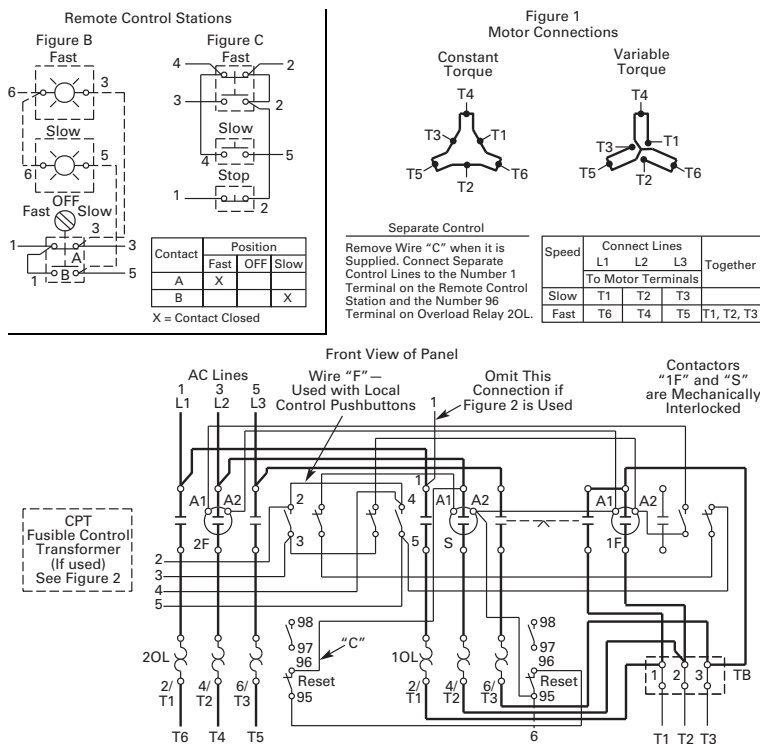 Remote Control Stations
Figure B
Fast
6
3
Slow
6
5
OFF
Fast
Slow
3
1
3
A
1
B
5
Figure C
Fast
4
2
3
2
Slow
4
5
Stop
1
2
Contact
Position
Fast OFF Slow
A X
B X
X = Contact Closed
Figure 1
Motor Connections
Constant
Torque
T4
T3
T1
T5
T6
T2
Variable
Torque
T4
T3
T1
T5
T6
T2
Separate Control
Remove Wire "C" when it is
Supplied. Connect Separate
Control Lines to the Number 1
Terminal on the Remote Control
Station and the Number 96
Terminal on Overload Relay 2OL.
Speed Connect Lines Together
L1 L2 L3
To Motor Terminals
Slow T1 T2 T3
Fast T6 T4 T5 T1, T2, T3
Front View of Panel
AC Lines
1 3 5
L1 L2 L3
Wire "F"—
Used with Local
Control Pushbuttons
1
Omit This
Connection if
Figure 2 is Used
Contactors
"1F" and "S"
are Mechanically
Interlocked
CPT
Fusible Control
Transformer
(If used)
See Figure 2
A1 A2
2F
2
3
4
5
1
A1 A2
S
A1 A2
1F
2
3
4
5
98
97
"C"
96
Reset
95
98
97
96
Reset
95
2OL
2/
T1
4/
T2
6/
T3
1OL
2/
T1
4/
T2
6/
T3
1 2 3
TB
T6 T4 T5
6
T1 T2 T3